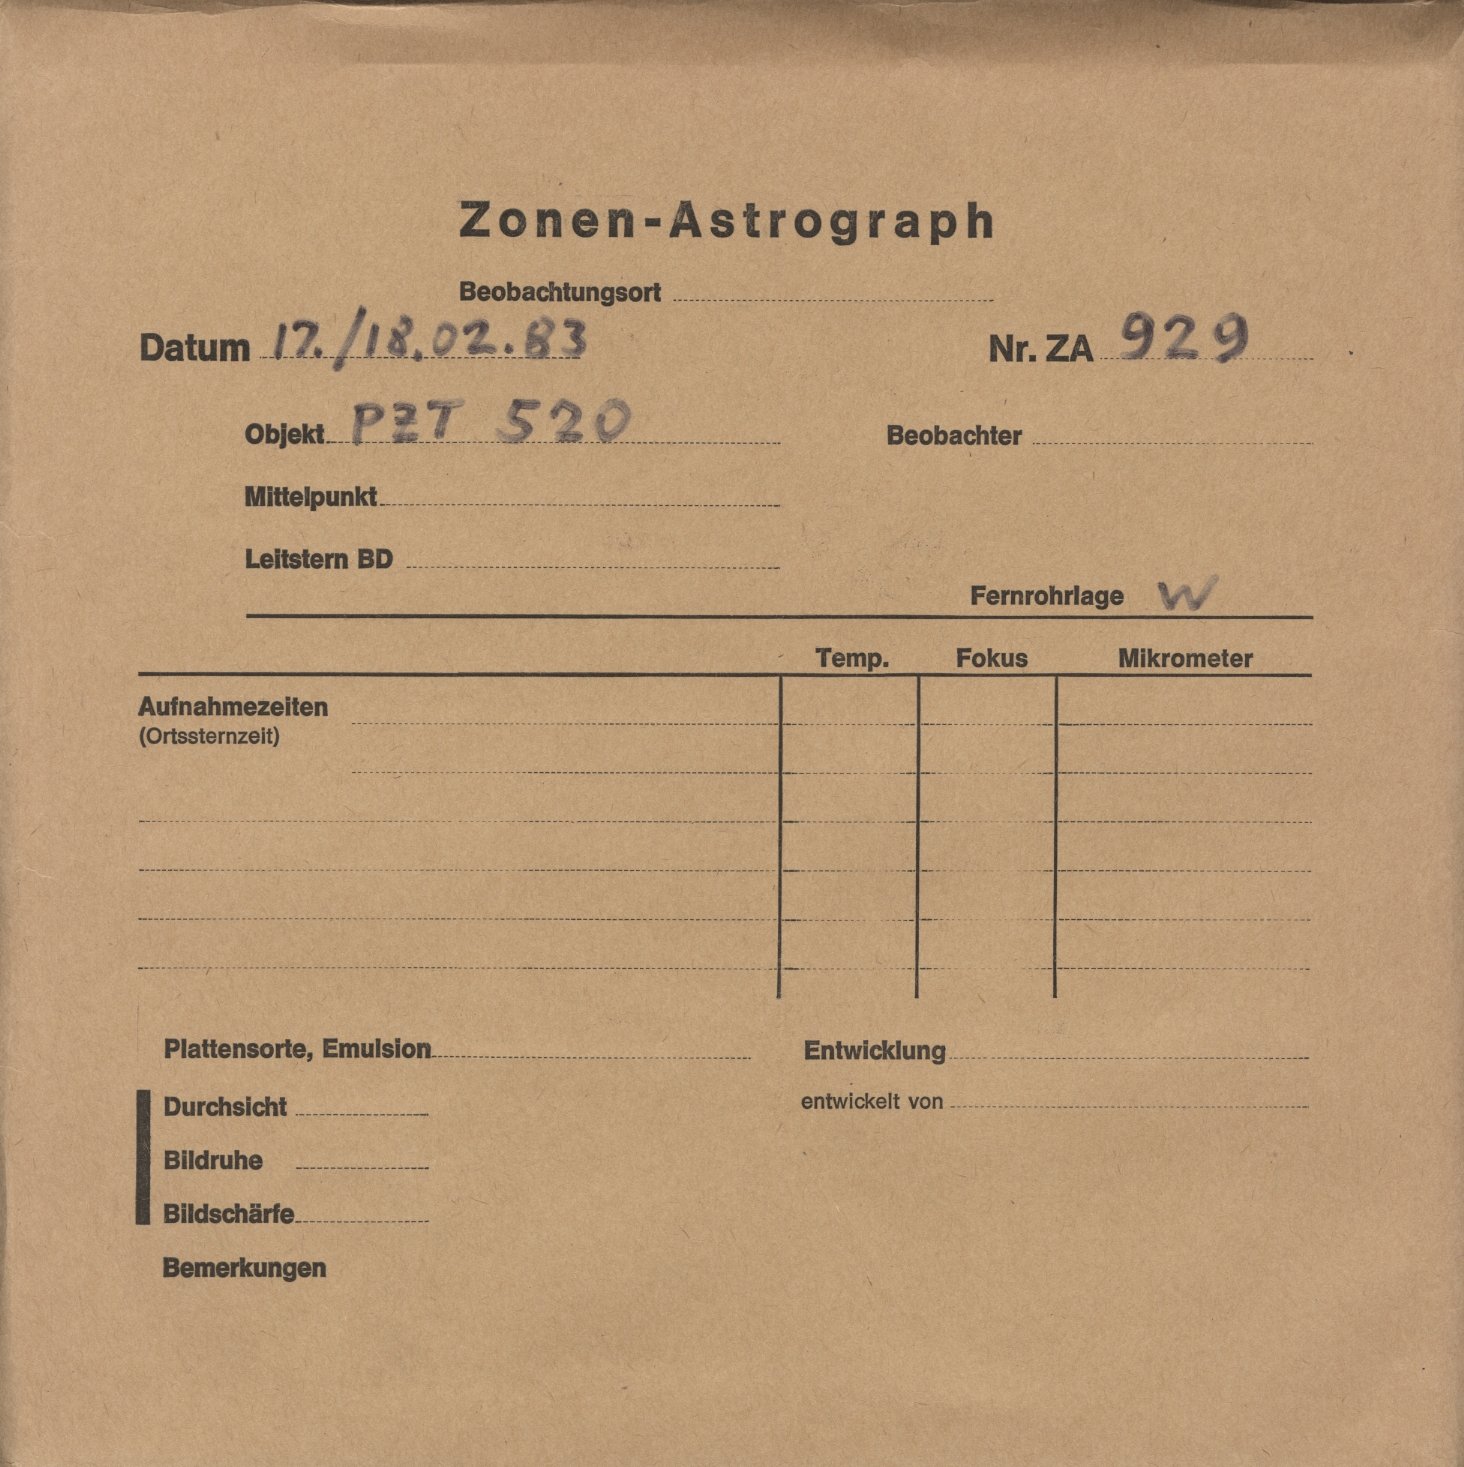 Zonen-Astrograph
Beobachtungsort
Datum 17./18.02.83 Nr. ZA 929
Objekt PZT 520 Beobachter
Mittelpunkt
Leitstern BD
Fernrohrlage W
Temp. Fokus Mikrometer
Aufnahmezeiten
(Ortssternzeit)
Plattensorte, Emulsion Entwicklung
Durchsicht entwickelt von
Bildruhe
Bildschärfe
Bemerkungen